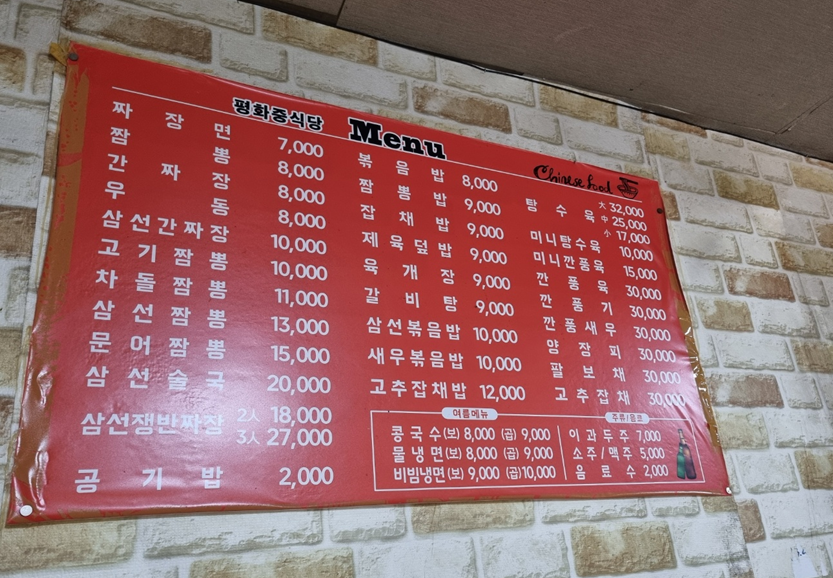 평화중식당 Menu
Chinese food
짜장면 7,000
짬뽕 8,000
간짜장 8,000
우동 8,000
삼선간짜장 10,000
고기짬뽕 10,000
차돌짬뽕 11,000
삼선짬뽕 13,000
문어짬뽕 15,000
삼선술국 20,000
삼선쟁반짜장 2人 18,000
3人 27,000
공기밥 2,000
볶음밥 8,000
짬뽕밥 9,000
잡채밥 9,000
제육덮밥 9,000
육개장 9,000
갈비탕 9,000
삼선볶음밥 10,000
새우볶음밥 10,000
고추잡채밥 12,000
탕수육 大 32,000
中 25,000
小 17,000
미니탕수육 10,000
미니깐풍육 15,000
깐풍육 30,000
깐풍기 30,000
깐풍새우 30,000
양장피 30,000
팔보채 30,000
고추잡채 30,000
여름메뉴
콩국수(보) 8,000 (곱) 9,000
물냉면(보) 8,000 (곱) 9,000
비빔냉면(보) 9,000 (곱)10,000
주류/음료
이과두주 7,000
소주/맥주 5,000
음료수 2,000